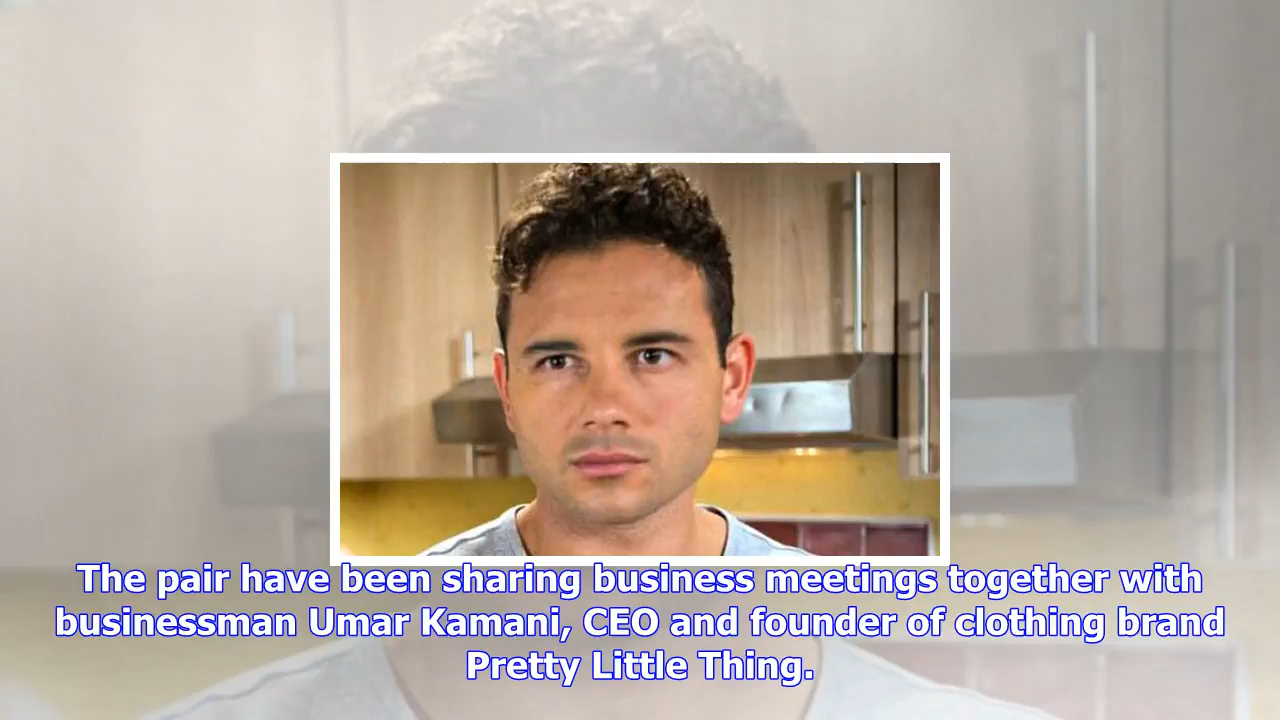 The pair have been sharing business meetings together with
businessman Umar Kamani, CEO and founder of clothing brand
Pretty Little Thing.